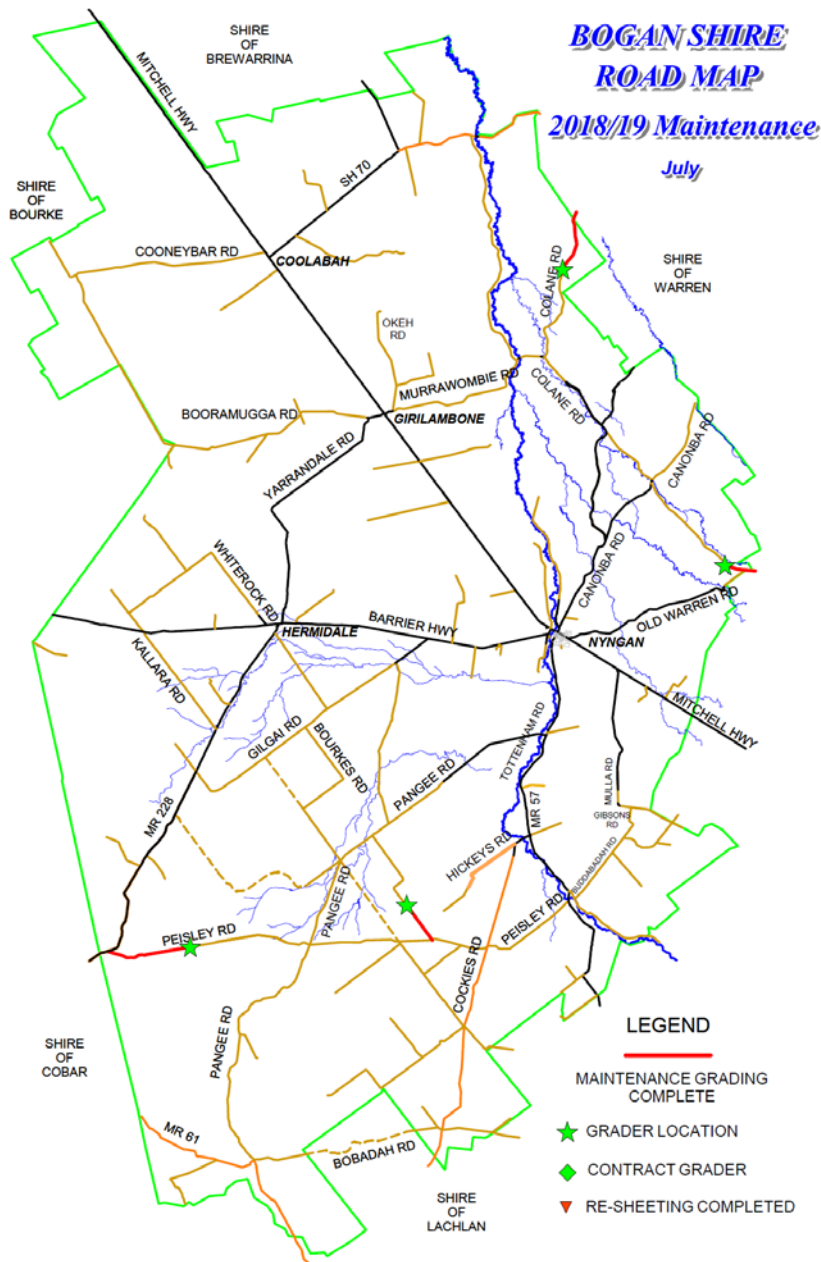 BOGAN SHIRE
ROAD MAP
2018/19 Maintenance
July
SHIRE
OF
BREWARRINA
MITCHELL HWY
SHIRE
OF
BOURKE
SH 70
COONEYBAR RD
COOLABAH
COLANE RD
SHIRE
OF
WARREN
OKEH
RD
MURRAWOMBIE RD
COLANE RD
BOORAMUGGA RD
GIRILAMBONE
CANONBA RD
YARRANDALE RD
WHITEROCK RD
CANONBA RD
OLD WARREN RD
BARRIER HWY
HERMIDALE
NYNGAN
KALLARA RD
MITCHELL HWY
GILGAI RD
BOURKES RD
TOTTENHAM RD
PANGEE RD
MULLA RD
MR 228
MR 57
GIBSONS
RD
HICKEYS RD
BUDDABADAH RD
PANGEE RD
PEISLEY RD
PEISLEY RD
COCKIES RD
PANGEE RD
SHIRE
OF
COBAR
MR 61
BOBADAH RD
SHIRE
OF
LACHLAN
LEGEND
MAINTENANCE GRADING
COMPLETE
GRADER LOCATION
CONTRACT GRADER
RE-SHEETING COMPLETED